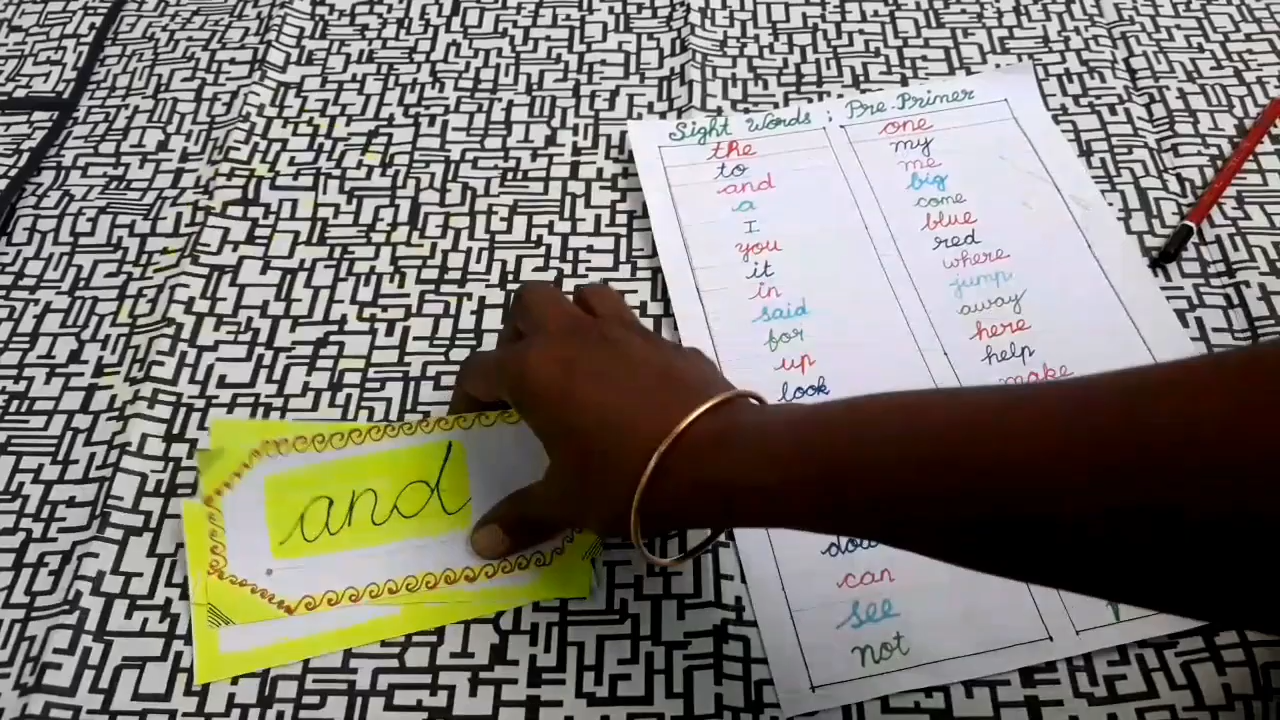 Sight Words ; Pre-Primer
the
to
and
a
I
you
it
in
said
for
up
look
can
see
not
one
my
me
big
come
blue
red
where
jump
away
here
help
make
and